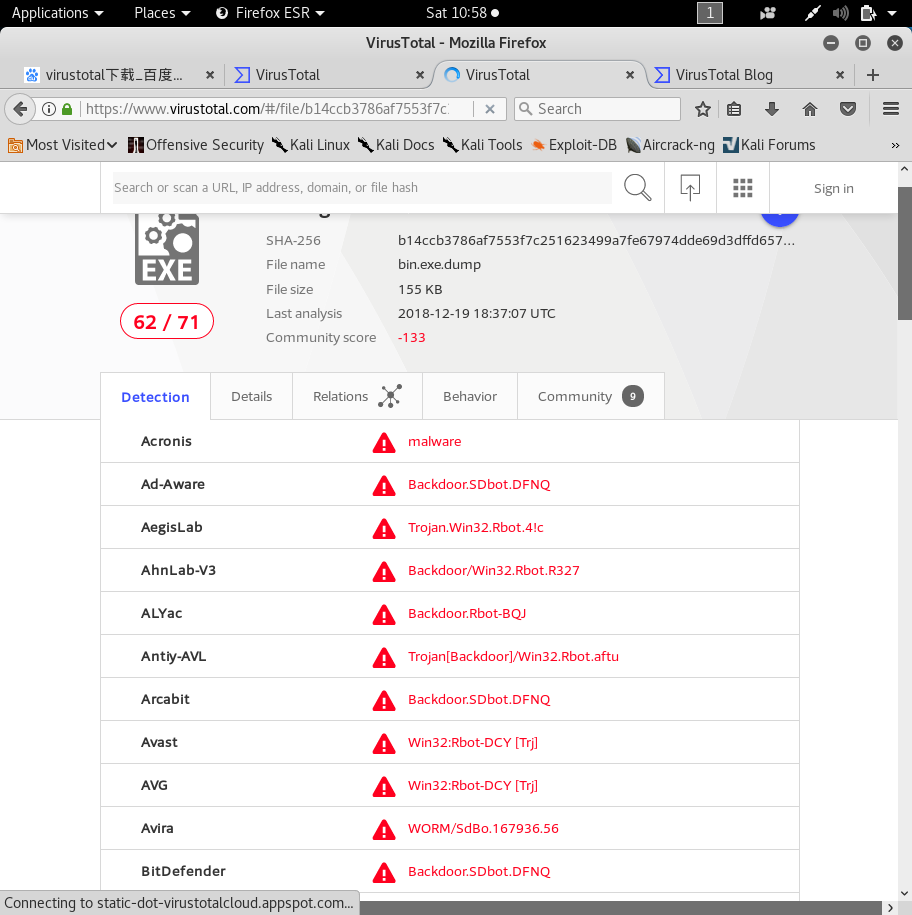 Applications Places Firefox ESR Sat 10:58 1
VirusTotal - Mozilla Firefox
virustotal下载_百度... VirusTotal VirusTotal VirusTotal Blog
https://www.virustotal.com/#/file/b14ccb3786af7553f7c Search
Most Visited Offensive Security Kali Linux Kali Docs Kali Tools Exploit-DB Aircrack-ng Kali Forums »
Search or scan a URL, IP address, domain, or file hash Sign in
EXE
62 / 71
SHA-256 b14ccb3786af7553f7c251623499a7fe67974dde69d3dffd657...
File name bin.exe.dump
File size 155 KB
Last analysis 2018-12-19 18:37:07 UTC
Community score -133
Detection Details Relations Behavior Community 9
Acronis malware
Ad-Aware Backdoor.SDbot.DFNQ
AegisLab Trojan.Win32.Rbot.4!c
AhnLab-V3 Backdoor/Win32.Rbot.R327
ALYac Backdoor.Rbot-BQJ
Antiy-AVL Trojan[Backdoor]/Win32.Rbot.aftu
Arcabit Backdoor.SDbot.DFNQ
Avast Win32:Rbot-DCY [Trj]
AVG Win32:Rbot-DCY [Trj]
Avira WORM/SdBo.167936.56
BitDefender Backdoor.SDbot.DFNQ
Connecting to static-dot-virustotalcloud.appspot.com...